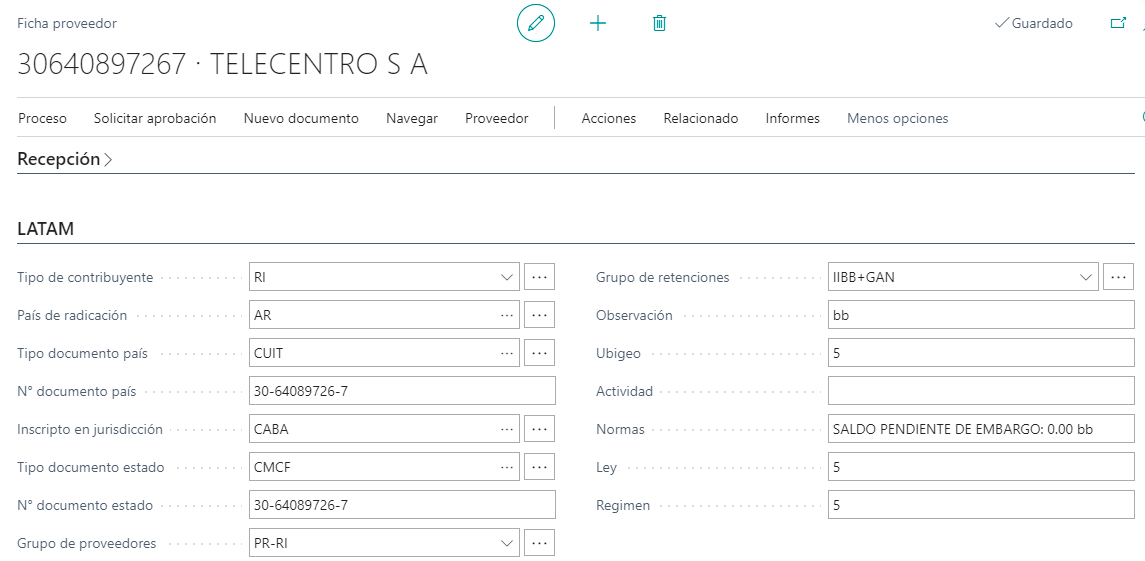 Ficha proveedor
Guardado
30640897267 · TELECENTRO S A
Proceso Solicitar aprobación Nuevo documento Navegar Proveedor Acciones Relacionado Informes Menos opciones
Recepción
LATAM
Tipo de contribuyente RI
País de radicación AR
Tipo documento país CUIT
N° documento país 30-64089726-7
Inscripto en jurisdicción CABA
Tipo documento estado CMCF
N° documento estado 30-64089726-7
Grupo de proveedores PR-RI
Grupo de retenciones IIBB+GAN
Observación bb
Ubigeo 5
Actividad
Normas SALDO PENDIENTE DE EMBARGO: 0.00 bb
Ley 5
Regimen 5